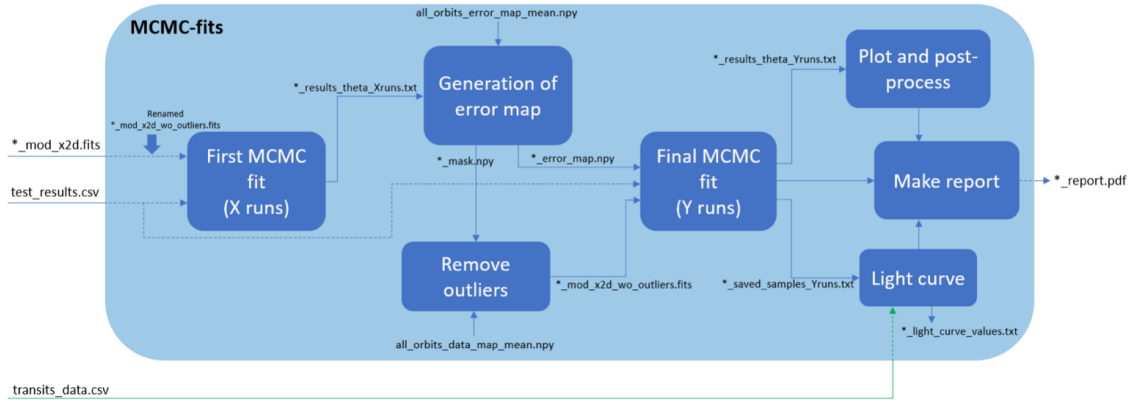 all_orbits_error_map_mean.npy
MCMC-fits
*_results_theta_Yruns.txt
Plot and post-
process
Generation of
error map
*_results_theta_Xruns.txt
Renamed
*_mod_x2d_wo_outliers.fits
*_mod_x2d.fits
First MCMC
fit
(X runs)
*_mask.npy
*_error_map.npy
Final MCMC
fit
(Y runs)
Make report
*_report.pdf
test_results.csv
Remove
outliers
*_mod_x2d_wo_outliers.fits
*_saved_samples_Yruns.txt
Light curve
*_light_curve_values.txt
all_orbits_data_map_mean.npy
transits_data.csv